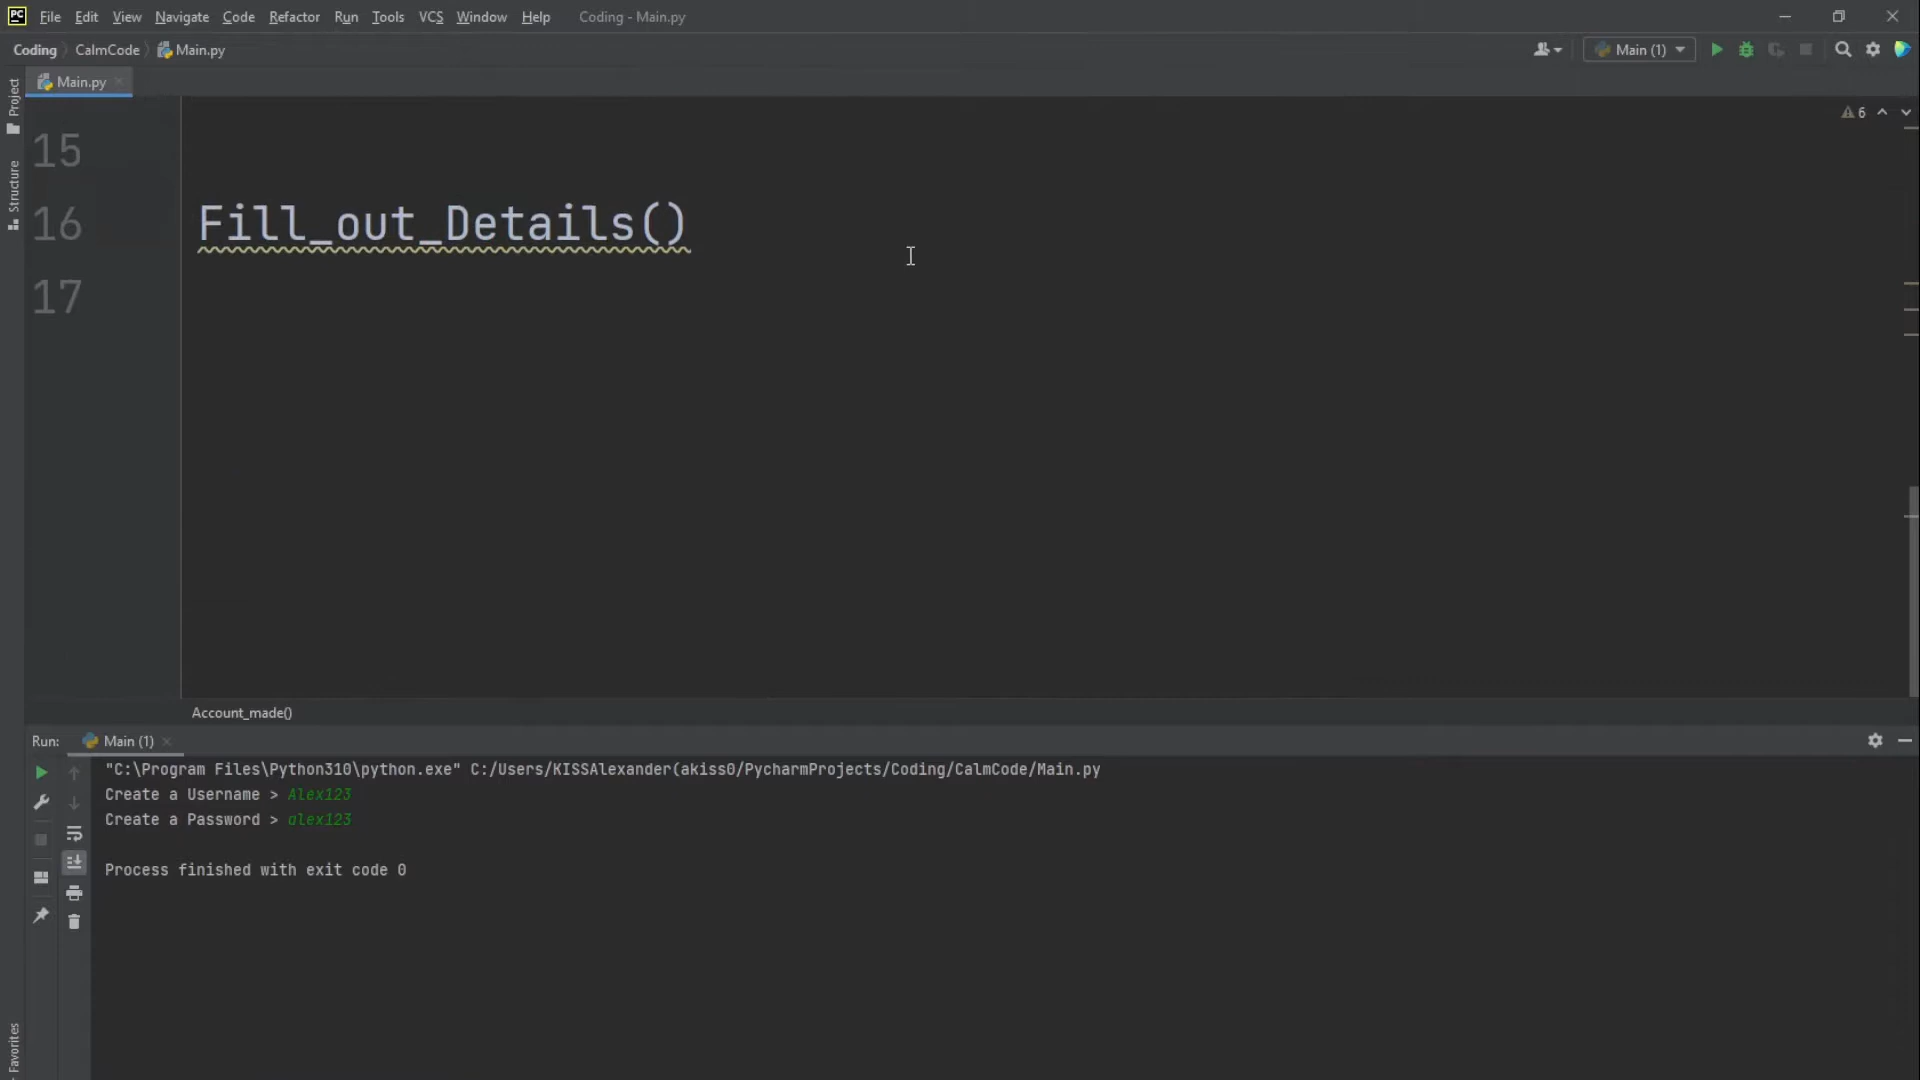 PC File Edit View Navigate Code Refactor Run Tools VCS Window Help Coding - Main.py
Coding CalmCode Main.py Main (1)
Main.py
Project
Structure
6
15
16 Fill_out_Details()
17
Account_made()
Run: Main (1)
"C:\Program Files\Python310\python.exe" C:/Users/KISSAlexander(akiss0/PycharmProjects/Coding/CalmCode/Main.py
Create a Username > Alex123
Create a Password > alex123
Process finished with exit code 0
Favorites